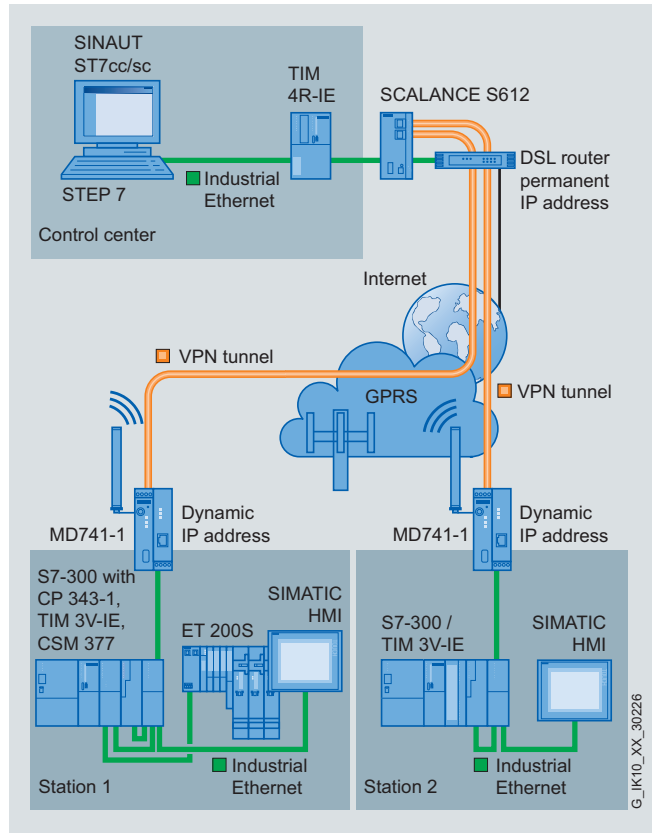 SINAUT
ST7cc/sc
TIM
4R-IE
SCALANCE S612
STEP 7
Industrial
Ethernet
DSL router
permanent
IP address
Control center
Internet
VPN tunnel
GPRS
VPN tunnel
MD741-1
Dynamic
IP address
MD741-1
Dynamic
IP address
S7-300 with
CP 343-1,
TIM 3V-IE,
CSM 377
ET 200S
SIMATIC
HMI
Industrial
Ethernet
Station 1
S7-300 /
TIM 3V-IE
SIMATIC
HMI
Industrial
Ethernet
Station 2
G_IK10_XX_30226